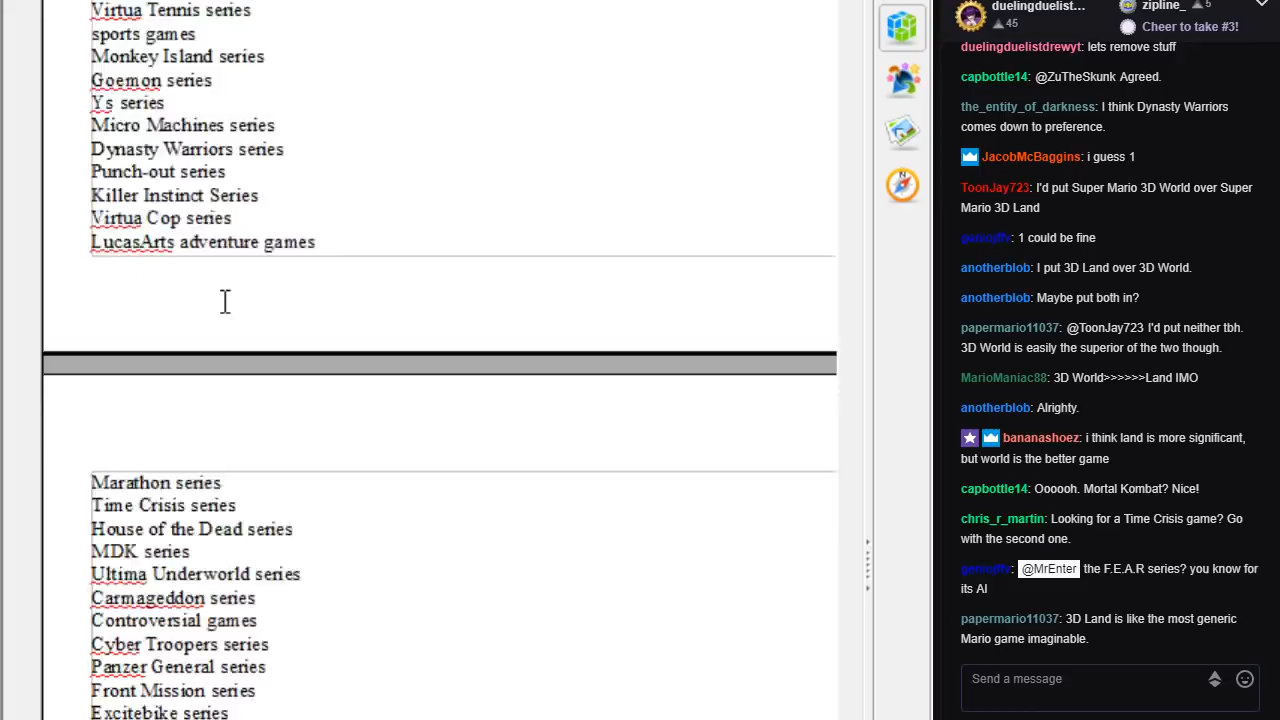 Virtua Tennis series
sports games
Monkey Island series
Goemon series
Ys series
Micro Machines series
Dynasty Warriors series
Punch-out series
Killer Instinct Series
Virtua Cop series
LucasArts adventure games
Marathon series
Time Crisis series
House of the Dead series
MDK series
Ultima Underworld series
Carmageddon series
Controversial games
Cyber Troopers series
Panzer General series
Front Mission series
Excitebike series
duelingduelist...
45
zipline_ 5
Cheer to take #3!
duelingduelistdrewyt: lets remove stuff
capbottle14: @ZuTheSkunk Agreed.
the_entity_of_darkness: I think Dynasty Warriors
comes down to preference.
JacobMcBaggins: i guess 1
ToonJay723: I'd put Super Mario 3D World over Super
Mario 3D Land
: 1 could be fine
anotherblob: I put 3D Land over 3D World.
anotherblob: Maybe put both in?
papermario11037: @ToonJay723 I'd put neither tbh.
3D World is easily the superior of the two though.
MarioManiac88: 3D World>>>>>>Land IMO
anotherblob: Alrighty.
bananashoez: i think land is more significant,
but world is the better game
capbottle14: Oooooh. Mortal Kombat? Nice!
chris_r_martin: Looking for a Time Crisis game? Go
with the second one.
: @MrEnter the F.E.A.R series? you know for
its AI
papermario11037: 3D Land is like the most generic
Mario game imaginable.
Send a message